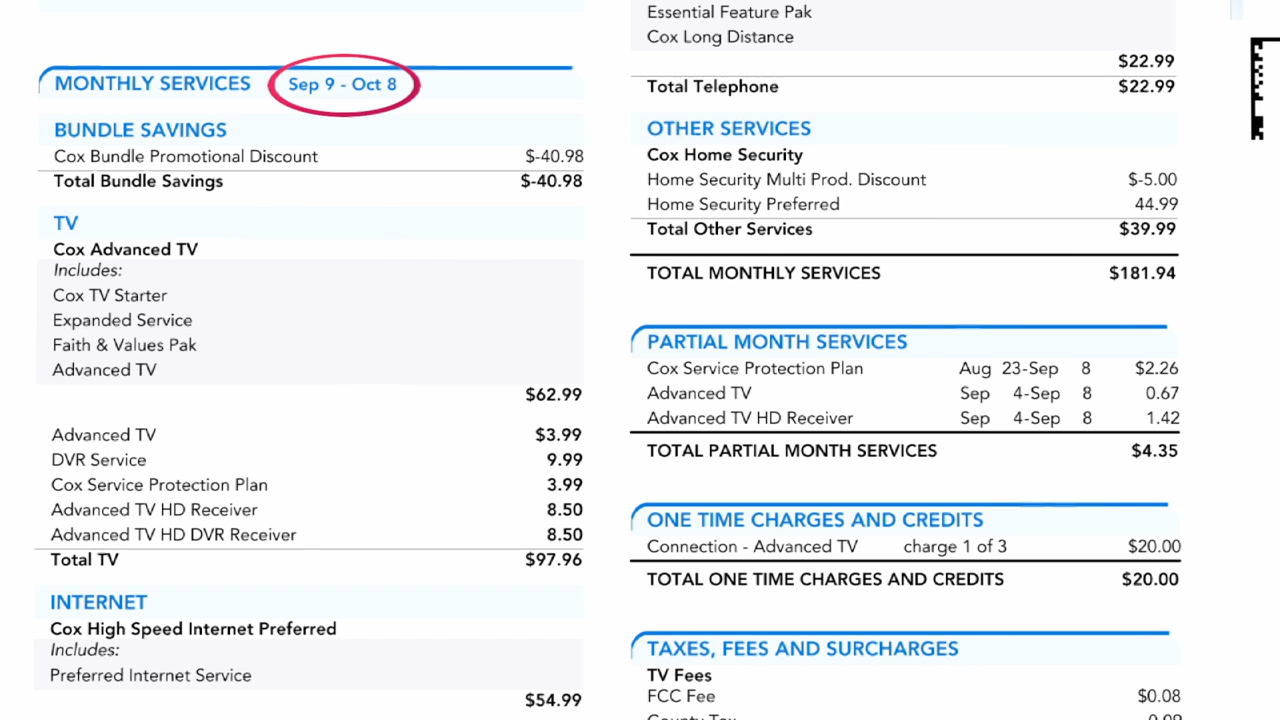 MONTHLY SERVICES Sep 9 - Oct 8
BUNDLE SAVINGS
Cox Bundle Promotional Discount $-40.98
Total Bundle Savings $-40.98
TV
Cox Advanced TV
Includes:
Cox TV Starter
Expanded Service
Faith & Values Pak
Advanced TV
$62.99
Advanced TV $3.99
DVR Service 9.99
Cox Service Protection Plan 3.99
Advanced TV HD Receiver 8.50
Advanced TV HD DVR Receiver 8.50
Total TV $97.96
INTERNET
Cox High Speed Internet Preferred
Includes:
Preferred Internet Service
$54.99
Essential Feature Pak
Cox Long Distance
$22.99
Total Telephone $22.99
OTHER SERVICES
Cox Home Security
Home Security Multi Prod. Discount $-5.00
Home Security Preferred 44.99
Total Other Services $39.99
TOTAL MONTHLY SERVICES $181.94
PARTIAL MONTH SERVICES
Cox Service Protection Plan Aug 23-Sep 8 $2.26
Advanced TV Sep 4-Sep 8 0.67
Advanced TV HD Receiver Sep 4-Sep 8 1.42
TOTAL PARTIAL MONTH SERVICES $4.35
ONE TIME CHARGES AND CREDITS
Connection - Advanced TV charge 1 of 3 $20.00
TOTAL ONE TIME CHARGES AND CREDITS $20.00
TAXES, FEES AND SURCHARGES
TV Fees
FCC Fee $0.08
County Tax 0.09